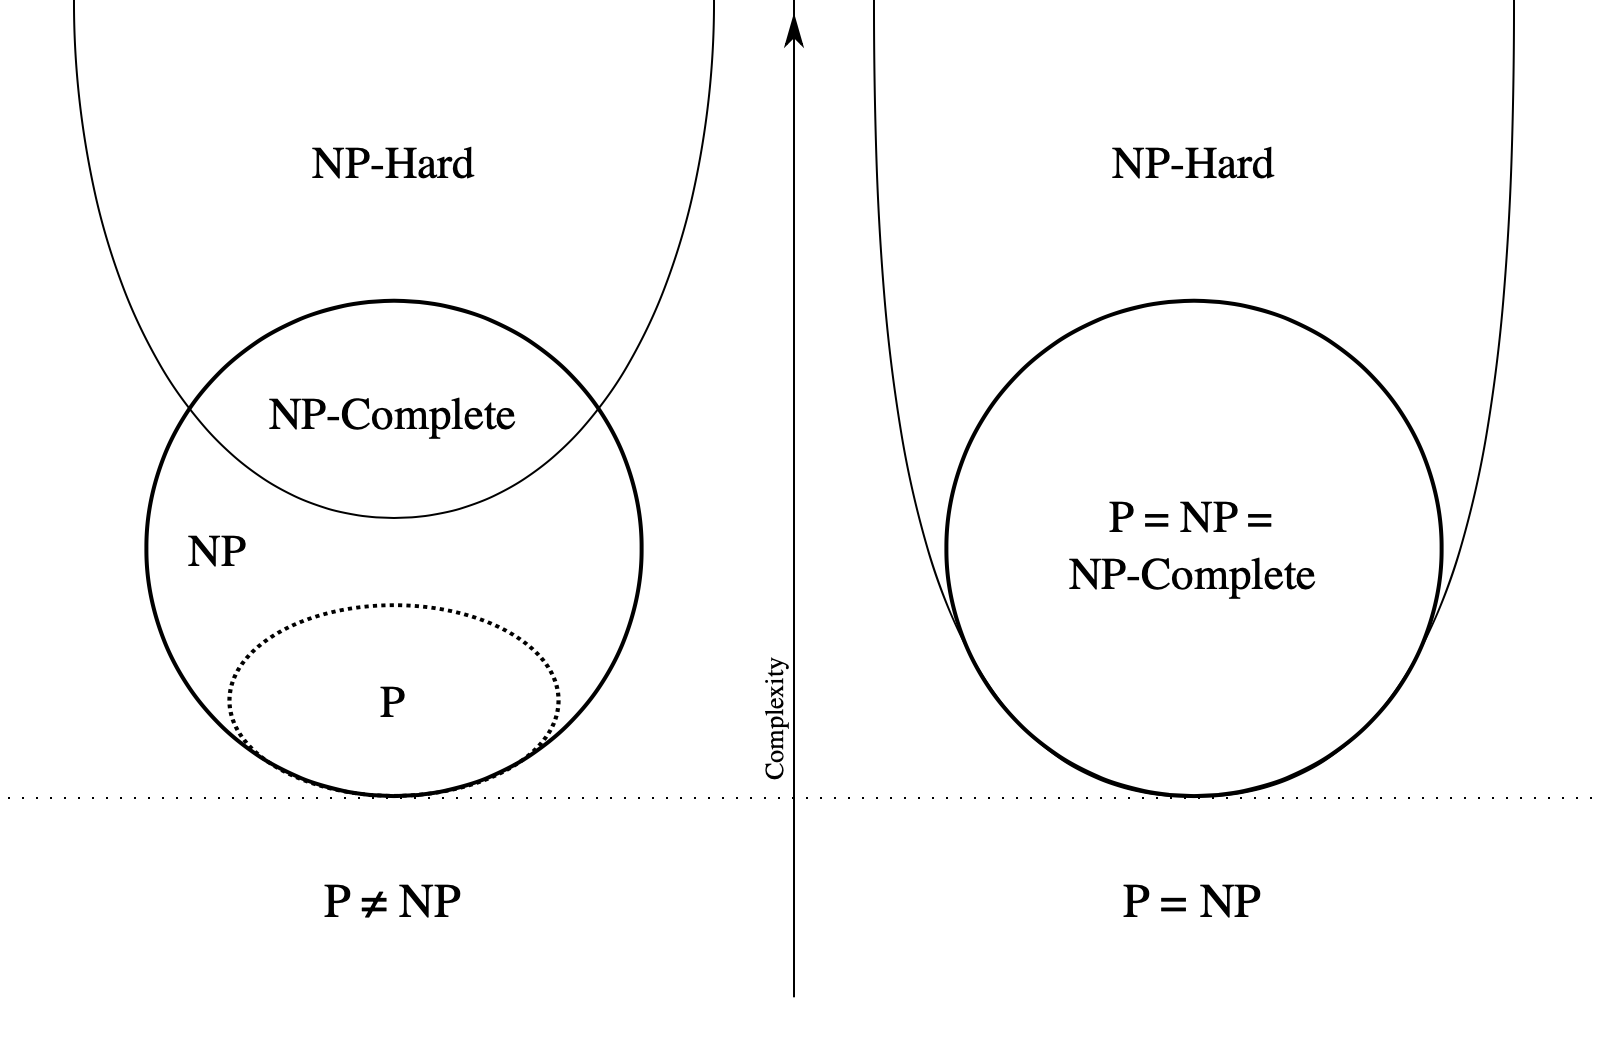 NP-Hard
NP-Complete
NP
P
P ≠ NP
Complexity
NP-Hard
P = NP =
NP-Complete
P = NP